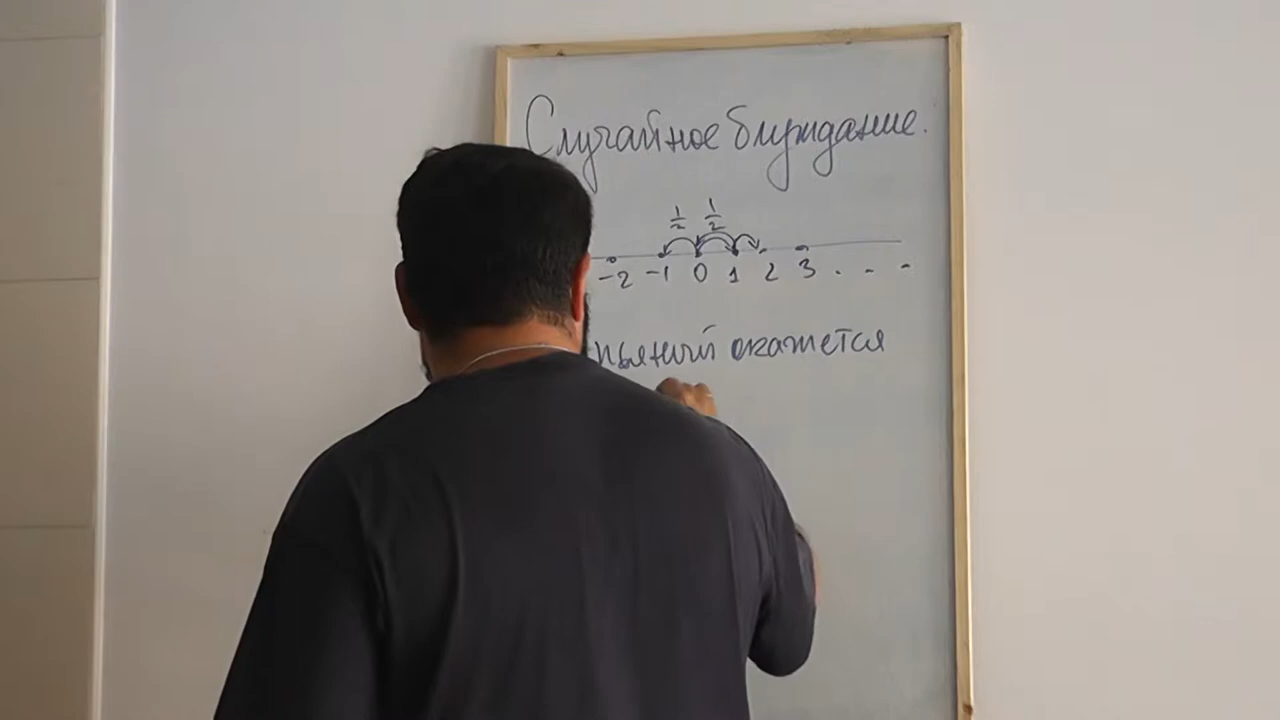 Случайное блуждание.
1/2 1/2
-2 -1 0 1 2 3 . . .
пьяный окажется